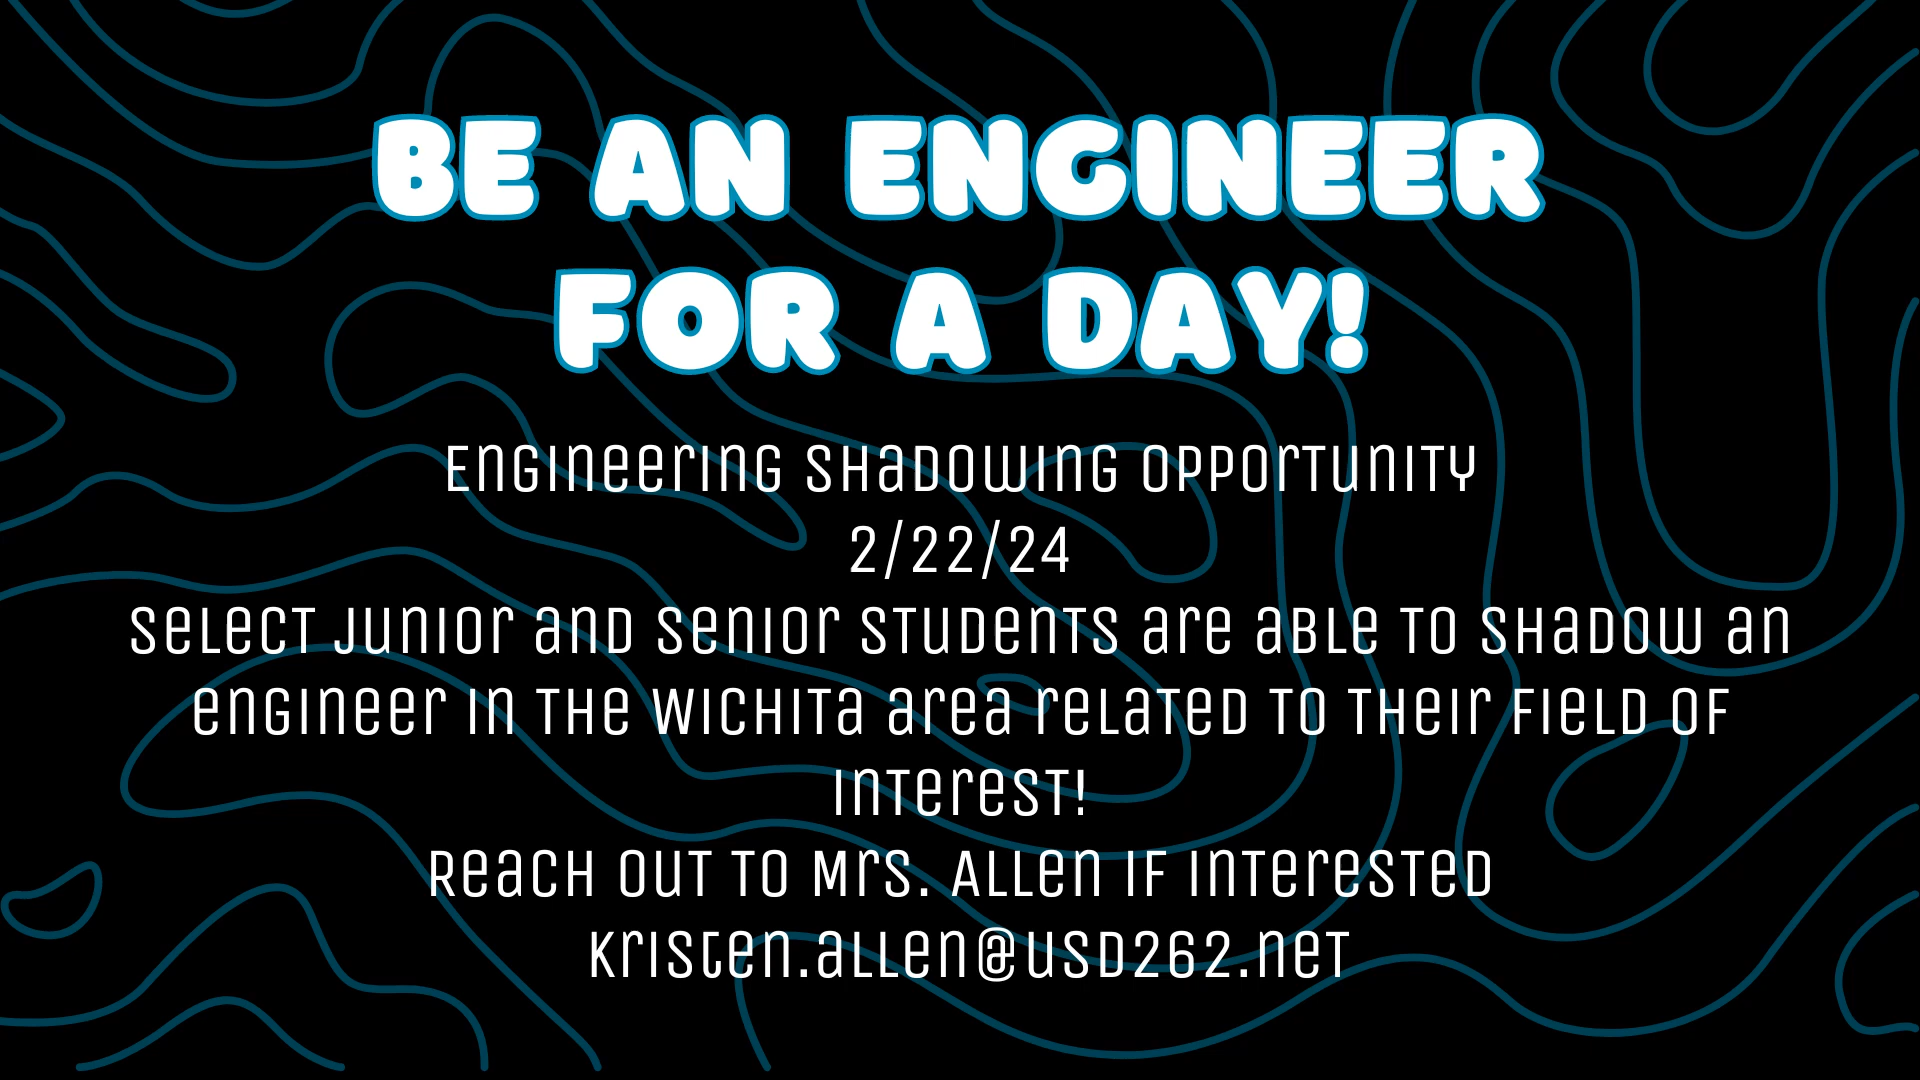 BE AN ENGINEER
FOR A DAY!
Engineering Shadowing Opportunity
2/22/24
Select junior and senior students are able to shadow an
engineer in the Wichita area related to their field of
interest!
Reach out to Mrs. Allen if interested
kristen.allen@usd262.net